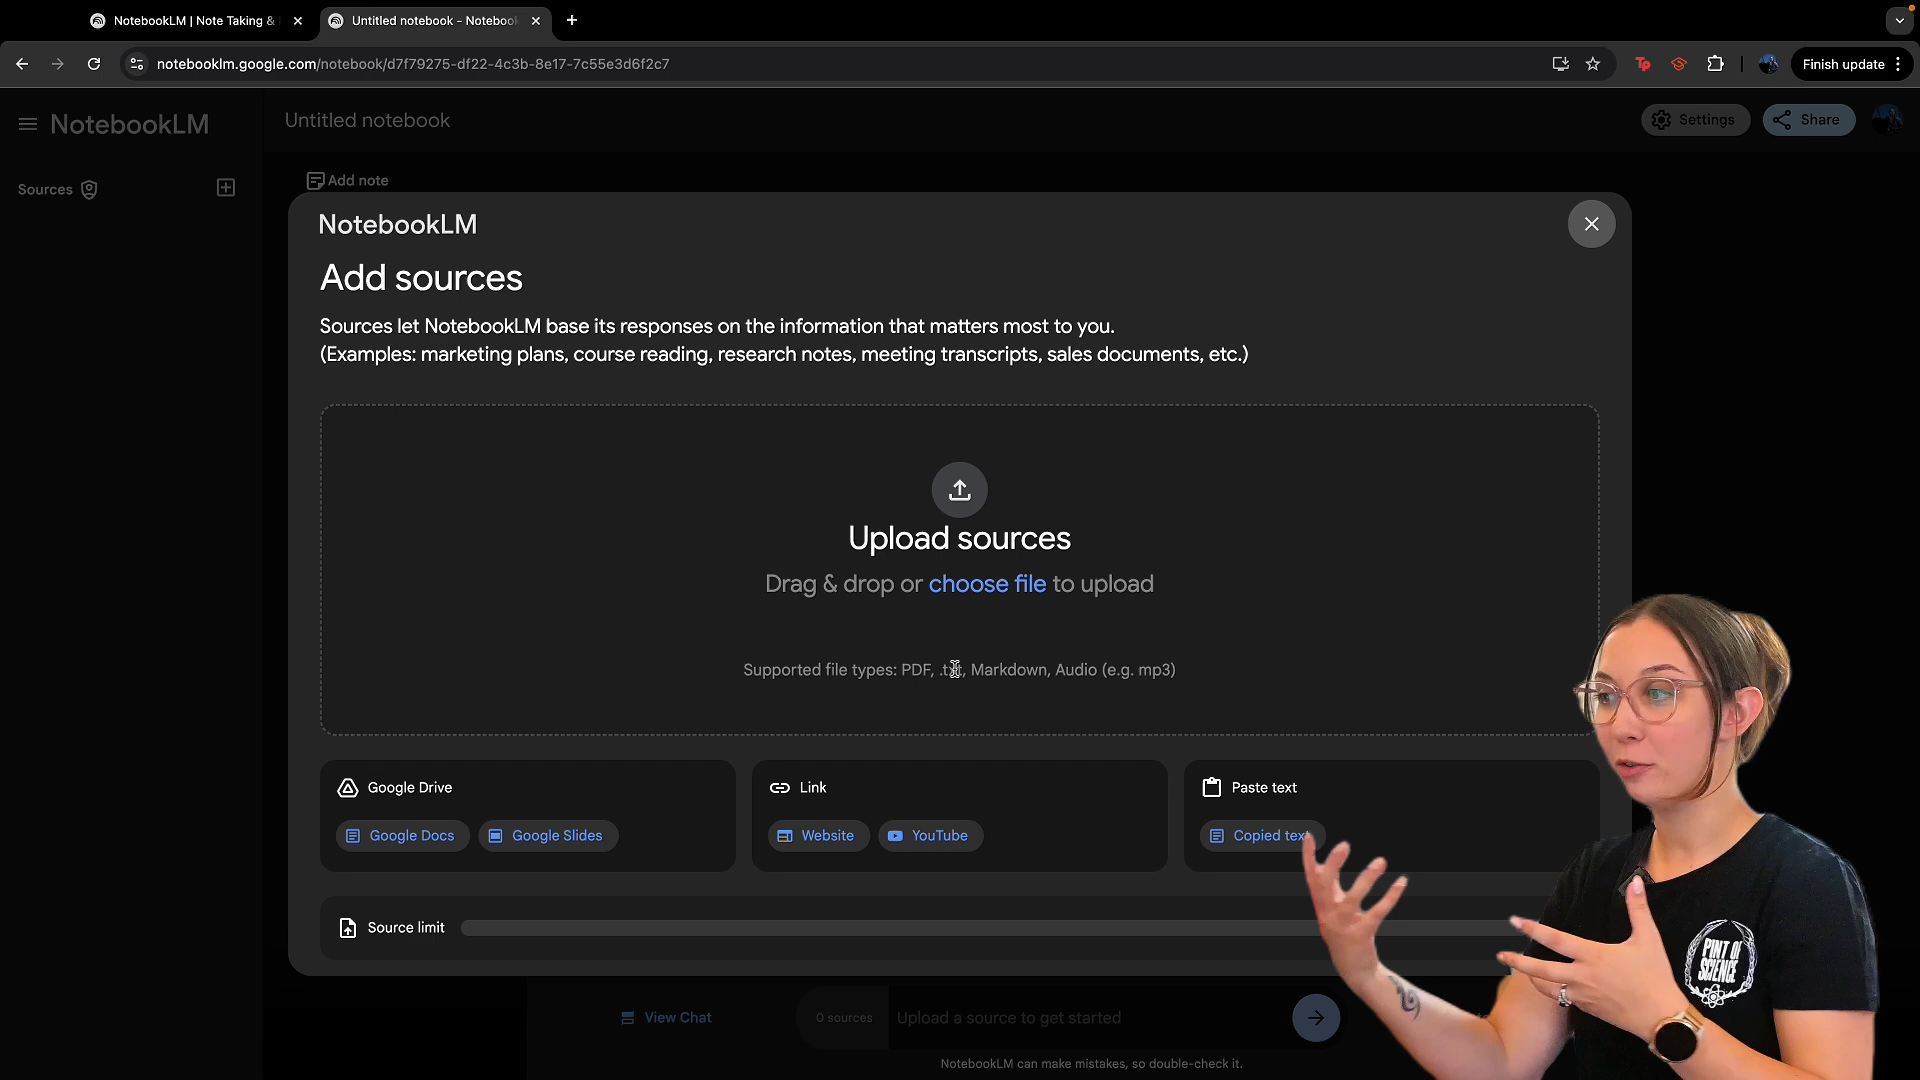 NotebookLM | Note Taking &
Untitled notebook - Notebook
notebooklm.google.com/notebook/d7f79275-df22-4c3b-8e17-7c55e3d6f2c7
Finish update
NotebookLM
Untitled notebook
Settings
Share
Sources
Add note
NotebookLM
Add sources
Sources let NotebookLM base its responses on the information that matters most to you.
(Examples: marketing plans, course reading, research notes, meeting transcripts, sales documents, etc.)
Upload sources
Drag & drop or choose file to upload
Supported file types: PDF, .txt, Markdown, Audio (e.g. mp3)
Google Drive
Link
Paste text
Google Docs
Google Slides
Website
YouTube
Copied text
Source limit
PINT OF
SCIENCE
View Chat
0 sources
Upload a source to get started
NotebookLM can make mistakes, so double-check it.